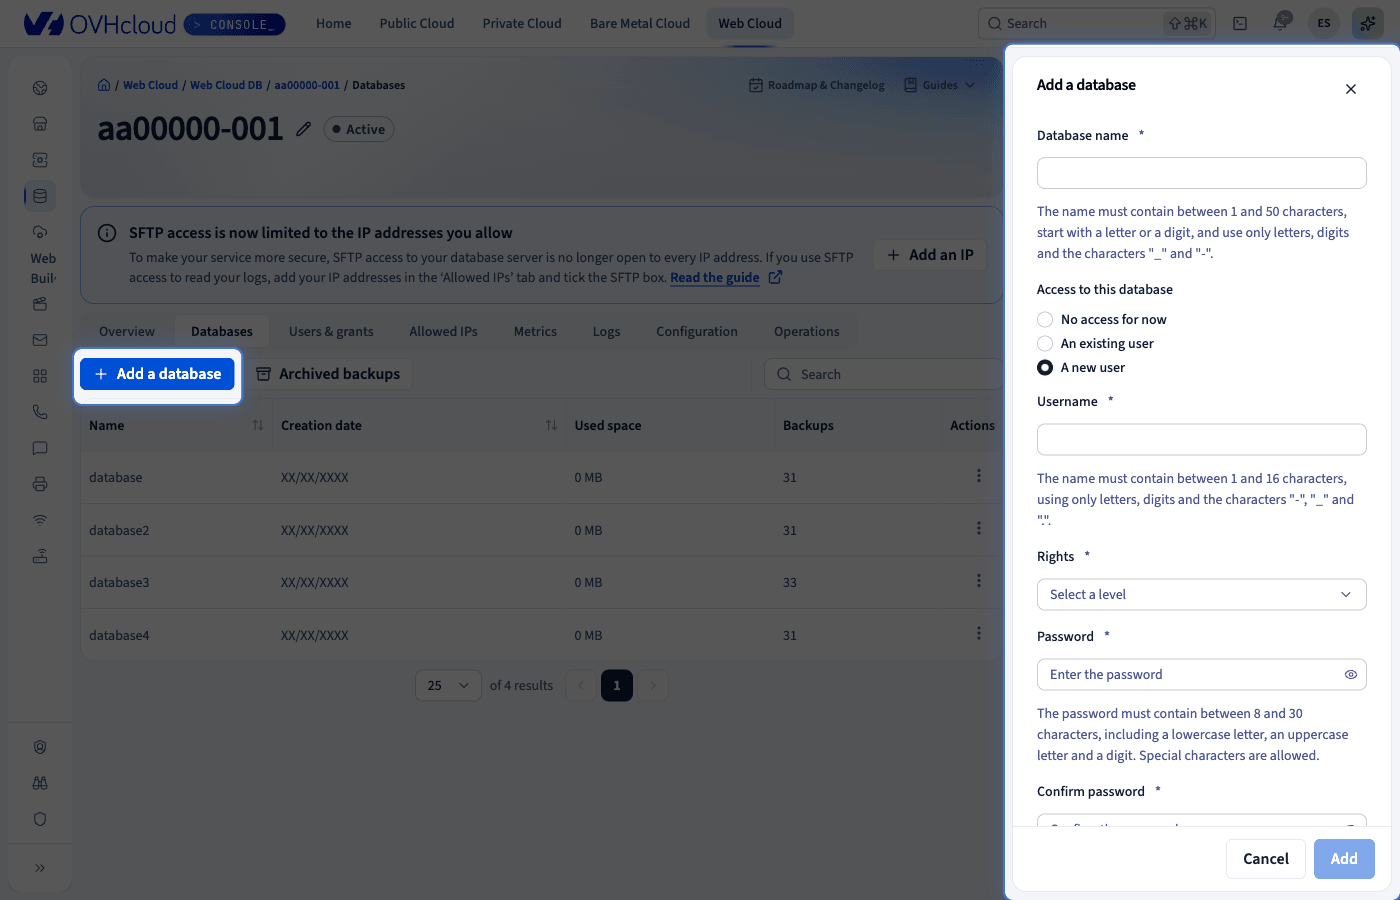 OVHcloud > CONSOLE_
Home
Public Cloud
Private Cloud
Bare Metal Cloud
Web Cloud
Search
⇧⌘K
ES
/ Web Cloud / Web Cloud DB / aa00000-001 / Databases
Roadmap & Changelog
Guides
aa00000-001
Active
SFTP access is now limited to the IP addresses you allow
To make your service more secure, SFTP access to your database server is no longer open to every IP address. If you use SFTP
access to read your logs, add your IP addresses in the ‘Allowed IPs’ tab and tick the SFTP box. Read the guide
+ Add an IP
Web
Buil
Overview
Databases
Users & grants
Allowed IPs
Metrics
Logs
Configuration
Operations
+ Add a database
Archived backups
Search
Name
Creation date
Used space
Backups
Actions
database XX/XX/XXXX 0 MB 31
database2 XX/XX/XXXX 0 MB 31
database3 XX/XX/XXXX 0 MB 33
database4 XX/XX/XXXX 0 MB 31
25
of 4 results
1
Add a database
Database name *
The name must contain between 1 and 50 characters,
start with a letter or a digit, and use only letters, digits
and the characters "_" and "-".
Access to this database
No access for now
An existing user
A new user
Username *
The name must contain between 1 and 16 characters,
using only letters, digits and the characters "-", "_" and
".".
Rights *
Select a level
Password *
Enter the password
The password must contain between 8 and 30
characters, including a lowercase letter, an uppercase
letter and a digit. Special characters are allowed.
Confirm password *
Cancel
Add